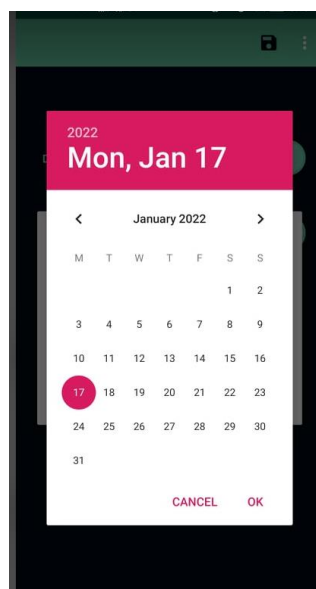 2022
Mon, Jan 17
January 2022
M T W T F S S
1 2
3 4 5 6 7 8 9
10 11 12 13 14 15 16
17 18 19 20 21 22 23
24 25 26 27 28 29 30
31
CANCEL OK